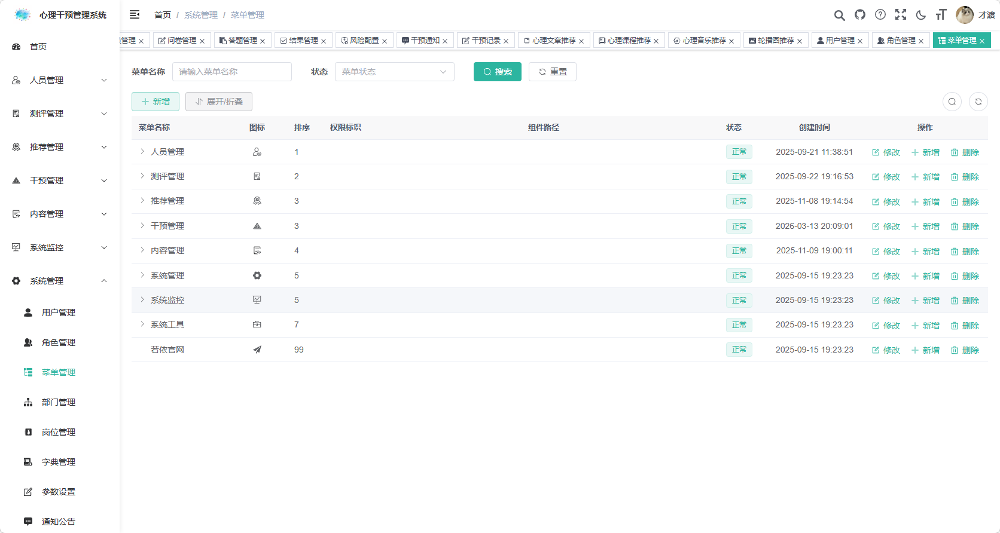 心理干预管理系统
首页 / 系统管理 / 菜单管理
才渡
管理 × 问卷管理 × 答题管理 × 结果管理 × 风险配置 × 干预通知 × 干预记录 × 心理文章推荐 × 心理课程推荐 × 心理音乐推荐 × 轮播图推荐 × 用户管理 × 角色管理 × 菜单管理 ×
首页
人员管理
测评管理
推荐管理
干预管理
内容管理
系统监控
系统管理
用户管理
角色管理
菜单管理
部门管理
岗位管理
字典管理
参数设置
通知公告
菜单名称 请输入菜单名称 状态 菜单状态 搜索 重置
新增 展开/折叠
菜单名称 图标 排序 权限标识 组件路径 状态 创建时间 操作
人员管理 1 正常 2025-09-21 11:38:51 修改 新增 删除
测评管理 2 正常 2025-09-22 19:16:53 修改 新增 删除
推荐管理 3 正常 2025-11-08 19:14:54 修改 新增 删除
干预管理 3 正常 2026-03-13 20:09:01 修改 新增 删除
内容管理 4 正常 2025-11-09 19:00:11 修改 新增 删除
系统管理 5 正常 2025-09-15 19:23:23 修改 新增 删除
系统监控 5 正常 2025-09-15 19:23:23 修改 新增 删除
系统工具 7 正常 2025-09-15 19:23:23 修改 新增 删除
若依官网 99 正常 2025-09-15 19:23:23 修改 新增 删除